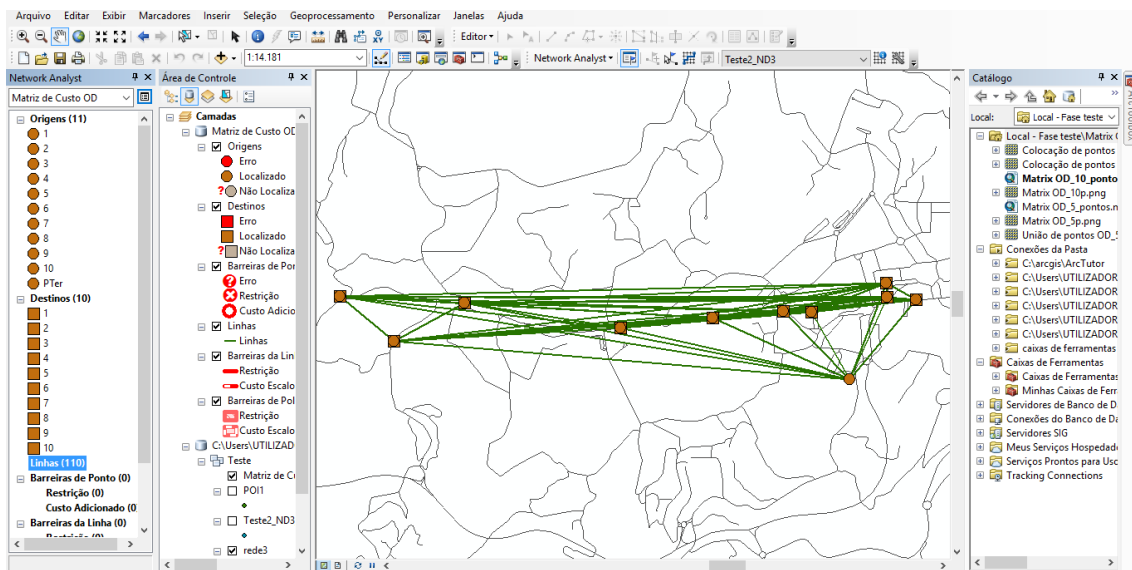 Arquivo Editar Exibir Marcadores Inserir Seleção Geoprocessamento Personalizar Janelas Ajuda
Editor
1:14.181
Network Analyst
Teste2_ND3
Network Analyst
Matriz de Custo OD
Origens (11)
1
2
3
4
5
6
7
8
9
10
PTer
Destinos (10)
1
2
3
4
5
6
7
8
9
10
Linhas (110)
Barreiras de Ponto (0)
Restrição (0)
Custo Adicionado (0
Barreiras da Linha (0)
Restrição (0)
Área de Controle
Camadas
Matriz de Custo OD
Origens
Erro
Localizado
? Não Localiza
Destinos
Erro
Localizado
? Não Localiza
Barreiras de Por
Erro
Restrição
Custo Adicio
Linhas
Linhas
Barreiras da Lin
Restrição
Custo Escalo
Barreiras de Pol
Restrição
Custo Escalo
C:\Users\UTILIZAD
Teste
Matriz de Cu
POI1
Teste2_ND3
rede3
Catálogo
Local: Local - Fase teste
Local - Fase teste\Matrix O
Colocação de pontos
Colocação de pontos
Matrix OD_10_ponto
Matrix OD_10p.png
Matrix OD_5_pontos.n
Matrix OD_5p.png
União de pontos OD_5
Conexões da Pasta
C:\arcgis\ArcTutor
C:\Users\UTILIZADOR
C:\Users\UTILIZADOR
C:\Users\UTILIZADOR
C:\Users\UTILIZADOR
C:\Users\UTILIZADOR
caixas de ferramentas
Caixas de Ferramentas
Caixas de Ferramentas
Minhas Caixas de Ferr
Servidores de Banco de D
Conexões do Banco de Da
Servidores SIG
Meus Serviços Hospedado
Serviços Prontos para Usc
Tracking Connections
ArcToolbox